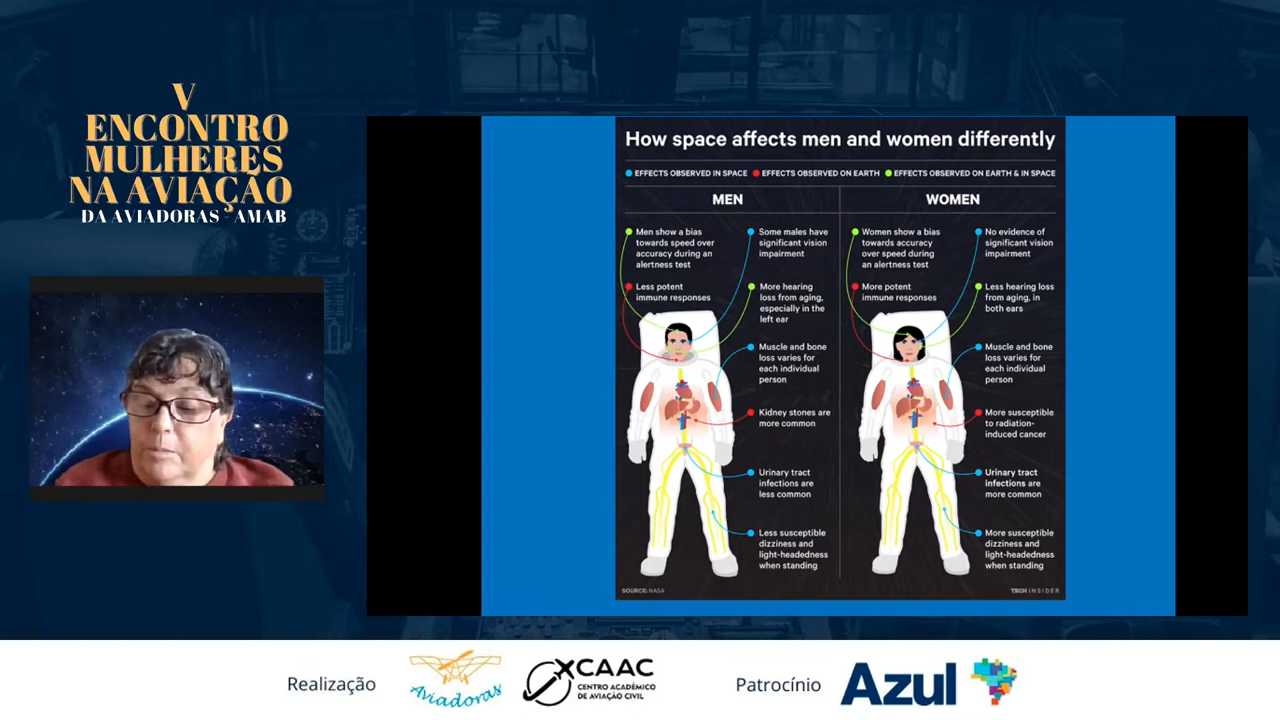 V
ENCONTRO
MULHERES
NA AVIAÇÃO
DA AVIADORAS - AMAB
How space affects men and women differently
EFFECTS OBSERVED IN SPACE
EFFECTS OBSERVED ON EARTH
EFFECTS OBSERVED ON EARTH & IN SPACE
MEN
Men show a bias
towards speed over
accuracy during an
alertness test
Less potent
immune responses
Some males have
significant vision
impairment
More hearing
loss from aging,
especially in the
left ear
Muscle and bone
loss varies for
each individual
person
Kidney stones are
more common
Urinary tract
infections are
less common
Less susceptible
dizziness and
light-headedness
when standing
WOMEN
Women show a bias
towards accuracy
over speed during
an alertness test
More potent
immune responses
No evidence of
significant vision
impairment
Less hearing loss
from aging, in
both ears
Muscle and bone
loss varies for
each individual
person
More susceptible
to radiation-
induced cancer
Urinary tract
infections are
more common
More susceptible
dizziness and
light-headedness
when standing
SOURCE: NASA
TECH INSIDER
Realização
Aviadoras
CAAC
CENTRO ACADÊMICO
DE AVIAÇÃO CIVIL
Patrocínio
Azul